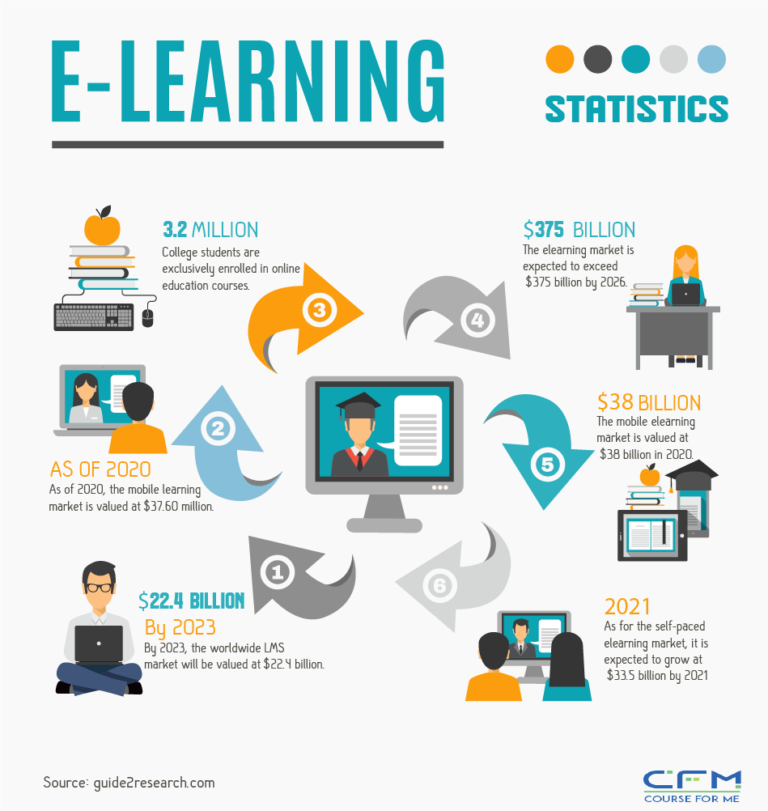 E-LEARNING
STATISTICS
3.2 MILLION
College students are
exclusively enrolled in online
education courses.
$375 BILLION
The elearning market is
expected to exceed
$375 billion by 2026.
3
4
2
AS OF 2020
As of 2020, the mobile learning
market is valued at $37.60 million.
$38 BILLION
The mobile elearning
market is valued at
$38 billion in 2020.
5
1
6
$22.4 BILLION
By 2023
By 2023, the worldwide LMS
market will be valued at $22.4 billion.
2021
As for the self-paced
elearning market, it is
expected to grow at
$33.5 billion by 2021
Source: guide2research.com
CFM
COURSE FOR ME